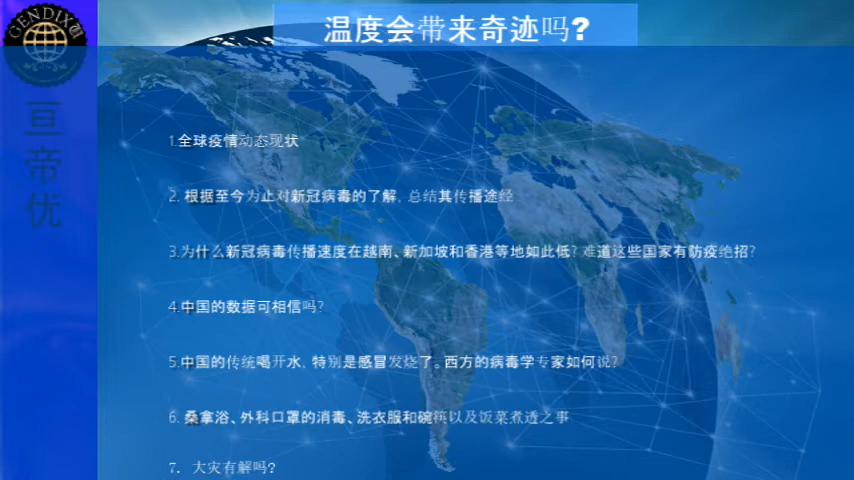 GENDIX
温度会带来奇迹吗?
亘帝优
1.全球疫情动态现状
2. 根据至今为止对新冠病毒的了解, 总结其传播途经
3.为什么新冠病毒传播速度在越南、新加坡和香港等地如此低? 难道这些国家有防疫绝招?
4.中国的数据可相信吗?
5.中国的传统喝开水, 特别是感冒发烧了。西方的病毒学专家如何说?
6. 桑拿浴、外科口罩的消毒、洗衣服和碗筷以及饭菜煮透之事
7. 大灾有解吗?